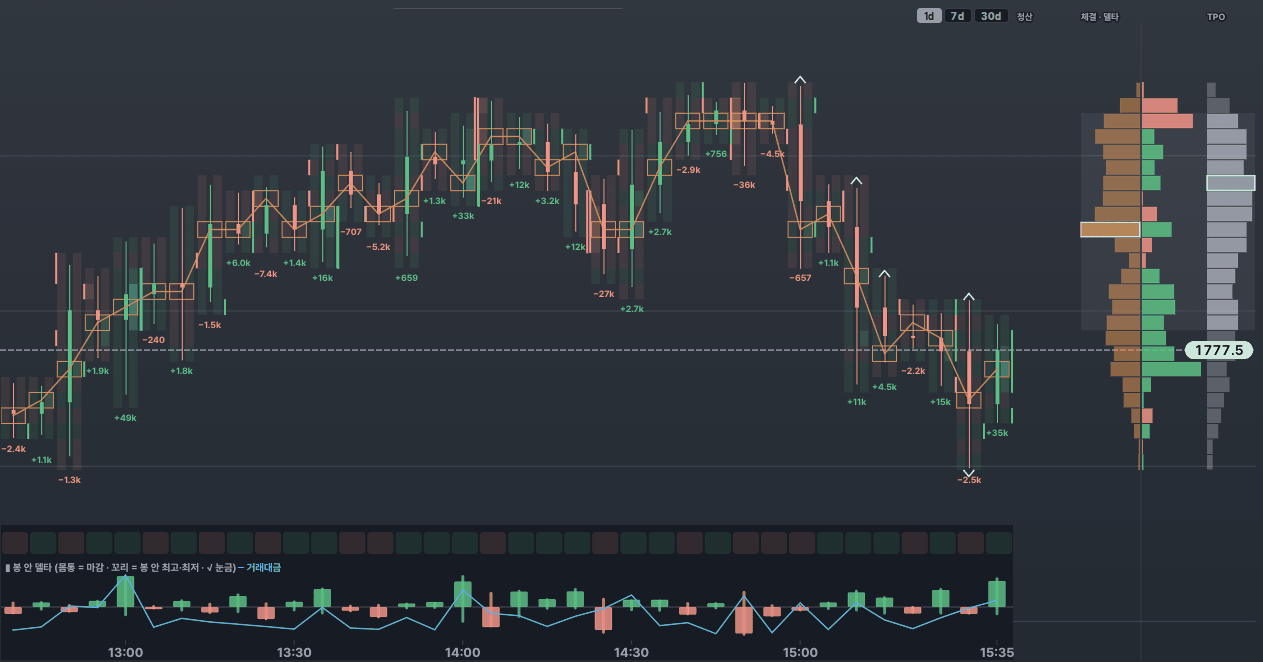 1d 7d 30d 청산 체결 · 델타 TPO
+756 −4.5k
−2.9k
−36k
+12k
+1.3k −21k +3.2k
+33k
−707 +2.7k
−5.2k +12k
+6.0k +1.4k +1.1k
−7.4k
+16k +659 −657
−27k
+2.7k
−1.5k
−240
1777.5
+1.9k +1.8k −2.2k
+4.5k
+11k +15k
+49k
+35k
−2.4k
+1.1k
−1.3k −2.5k
봉 안 델타 (몸통 = 마감 · 꼬리 = 봉 안 최고·최저 · √ 눈금) ─ 거래대금
13:00 13:30 14:00 14:30 15:00 15:35